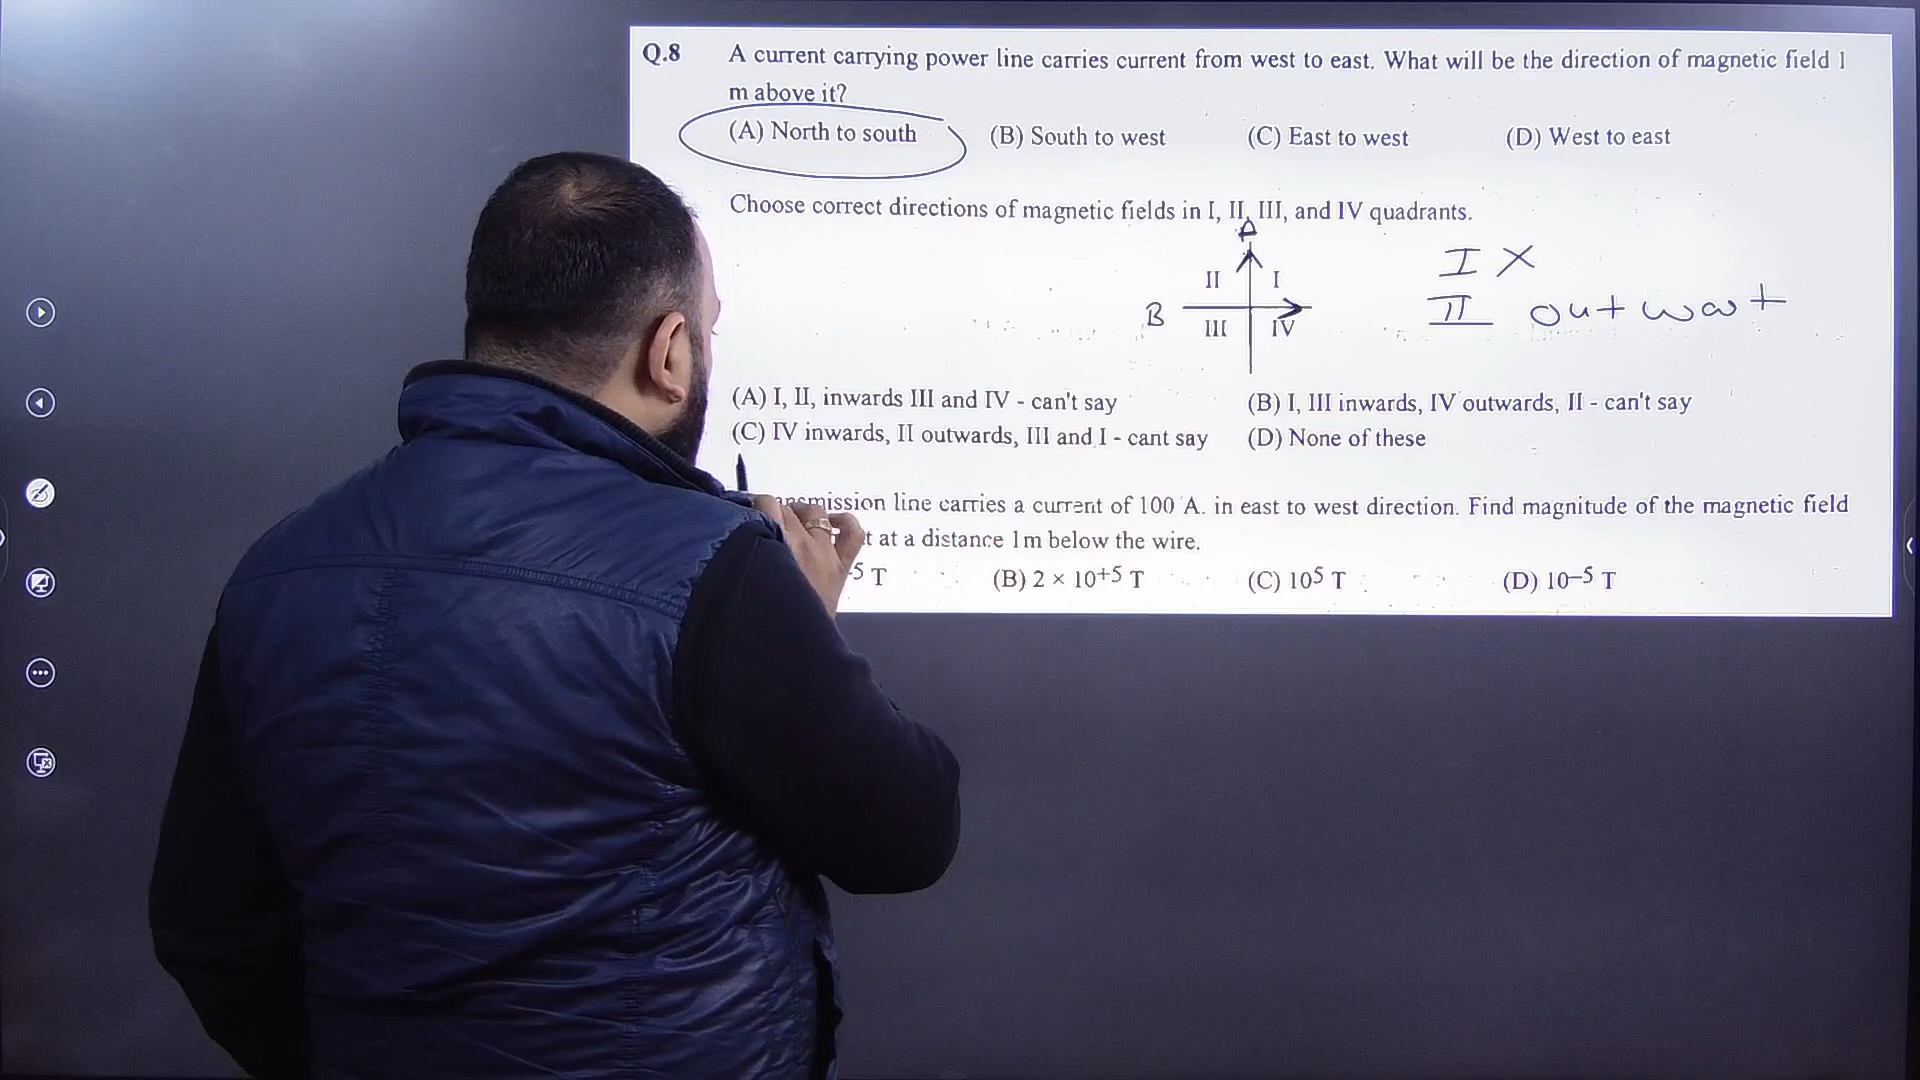 Q.8 A current carrying power line carries current from west to east. What will be the direction of magnetic field 1
m above it?
(A) North to south (B) South to west (C) East to west (D) West to east
Choose correct directions of magnetic fields in I, II, III, and IV quadrants.
A
II I
B
III IV
I X
II outwat
(A) I, II, inwards III and IV - can't say (B) I, III inwards, IV outwards, II - can't say
(C) IV inwards, II outwards, III and I - cant say (D) None of these
ansmission line carries a current of 100 A. in east to west direction. Find magnitude of the magnetic field
t at a distance 1m below the wire.
-5 T (B) 2 × 10+5 T (C) 105 T (D) 10–5 T